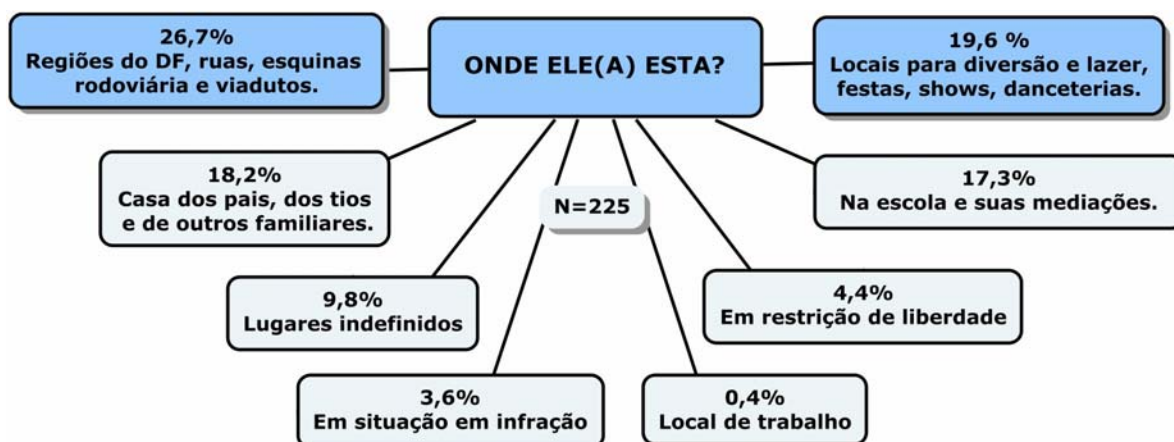 26,7%
Regiões do DF, ruas, esquinas
rodoviária e viadutos.
ONDE ELE(A) ESTA?
19,6 %
Locais para diversão e lazer,
festas, shows, danceterias.
18,2%
Casa dos pais, dos tios
e de outros familiares.
N=225
17,3%
Na escola e suas mediações.
9,8%
Lugares indefinidos
4,4%
Em restrição de liberdade
3,6%
Em situação em infração
0,4%
Local de trabalho